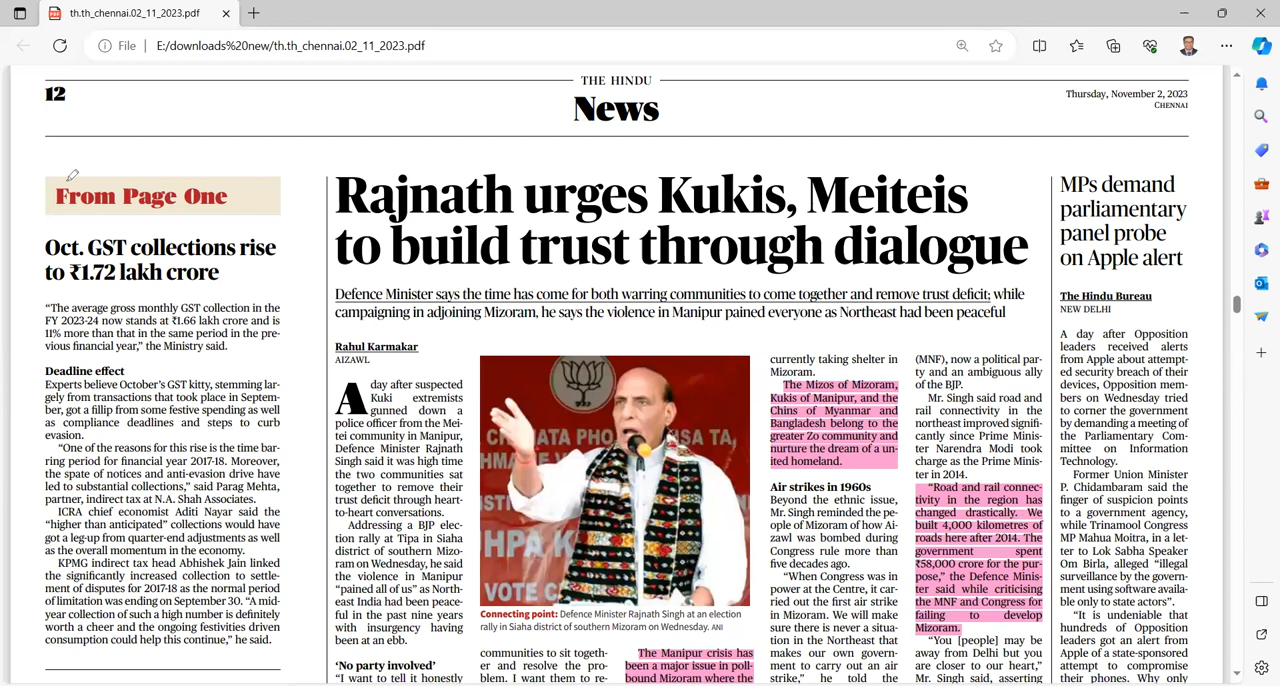 th.th_chennai.02_11_2023.pdf
File
E:/downloads%20new/th.th_chennai.02_11_2023.pdf
12
THE HINDU
News
Thursday, November 2, 2023
CHENNAI
From Page One
Oct. GST collections rise
to ₹1.72 lakh crore
“The average gross monthly GST collection in the
FY 2023-24 now stands at ₹1.66 lakh crore and is
11% more than that in the same period in the pre-
vious financial year,” the Ministry said.
Deadline effect
Experts believe October’s GST kitty, stemming lar-
gely from transactions that took place in Septem-
ber, got a fillip from some festive spending as well
as compliance deadlines and steps to curb
evasion.
“One of the reasons for this rise is the time bar-
ring period for financial year 2017-18. Moreover,
the spate of notices and anti-evasion drive have
led to substantial collections,” said Parag Mehta,
partner, indirect tax at N.A. Shah Associates.
ICRA chief economist Aditi Nayar said the
“higher than anticipated” collections would have
got a leg-up from quarter-end adjustments as well
as the overall momentum in the economy.
KPMG indirect tax head Abhishek Jain linked
the significantly increased collection to settle-
ment of disputes for 2017-18 as the normal period
of limitation was ending on September 30. “A mid-
year collection of such a high number is definitely
worth a cheer and the ongoing festivities driven
consumption could help this continue,” he said.
Rajnath urges Kukis, Meiteis
to build trust through dialogue
Defence Minister says the time has come for both warring communities to come together and remove trust deficit; while
campaigning in adjoining Mizoram, he says the violence in Manipur pained everyone as Northeast had been peaceful
Rahul Karmakar
AIZAWL
A day after suspected
Kuki extremists
gunned down a
police officer from the Mei-
tei community in Manipur,
Defence Minister Rajnath
Singh said it was high time
the two communities sat
together to remove their
trust deficit through heart-
to-heart conversations.
Addressing a BJP elec-
tion rally at Tipa in Siaha
district of southern Mizo-
ram on Wednesday, he said
the violence in Manipur
“pained all of us” as North-
east India had been peace-
ful in the past nine years
with insurgency having
been at an ebb.
‘No party involved’
“I want to tell it honestly
VOTE
Connecting point: Defence Minister Rajnath Singh at an election
rally in Siaha district of southern Mizoram on Wednesday. ANI
communities to sit togeth-
er and resolve the pro-
blem. I want them to re-
The Manipur crisis has
been a major issue in poll-
bound Mizoram where the
currently taking shelter in
Mizoram.
The Mizos of Mizoram,
Kukis of Manipur, and the
Chins of Myanmar and
Bangladesh belong to the
greater Zo community and
nurture the dream of a un-
ited homeland.
Air strikes in 1960s
Beyond the ethnic issue,
Mr. Singh reminded the peo-
ple of Mizoram of how Ai-
zawl was bombed during
Congress rule more than
five decades ago.
“When Congress was in
power at the Centre, it car-
ried out the first air strike
in Mizoram. We will make
sure there is never a situa-
tion in the Northeast that
makes our own govern-
ment to carry out an air
strike,” he told the
(MNF), now a political par-
ty and an ambiguous ally
of the BJP.
Mr. Singh said road and
rail connectivity in the
northeast improved signifi-
cantly since Prime Minis-
ter Narendra Modi took
charge as the Prime Minis-
ter in 2014.
“Road and rail connec-
tivity in the region has
changed drastically. We
built 4,000 kilometres of
roads here after 2014. The
government spent
₹58,000 crore for the pur-
pose,” the Defence Minis-
ter said while criticising
the MNF and Congress for
failing to develop
Mizoram.
“You [people] may be
away from Delhi but you
are closer to our heart,”
Mr. Singh said, asserting
MPs demand
parliamentary
panel probe
on Apple alert
The Hindu Bureau
NEW DELHI
A day after Opposition
leaders received alerts
from Apple about attempt-
ed security breach of their
devices, Opposition mem-
bers on Wednesday tried
to corner the government
by demanding a meeting of
the Parliamentary Com-
mittee on Information
Technology.
Former Union Minister
P. Chidambaram said the
finger of suspicion points
to a government agency,
while Trinamool Congress
MP Mahua Moitra, in a let-
ter to Lok Sabha Speaker
Om Birla, alleged “illegal
surveillance by the govern-
ment using software availa-
ble only to state actors”.
“It is undeniable that
hundreds of Opposition
leaders got an alert from
Apple of a state-sponsored
attempt to compromise
their phones. Why only